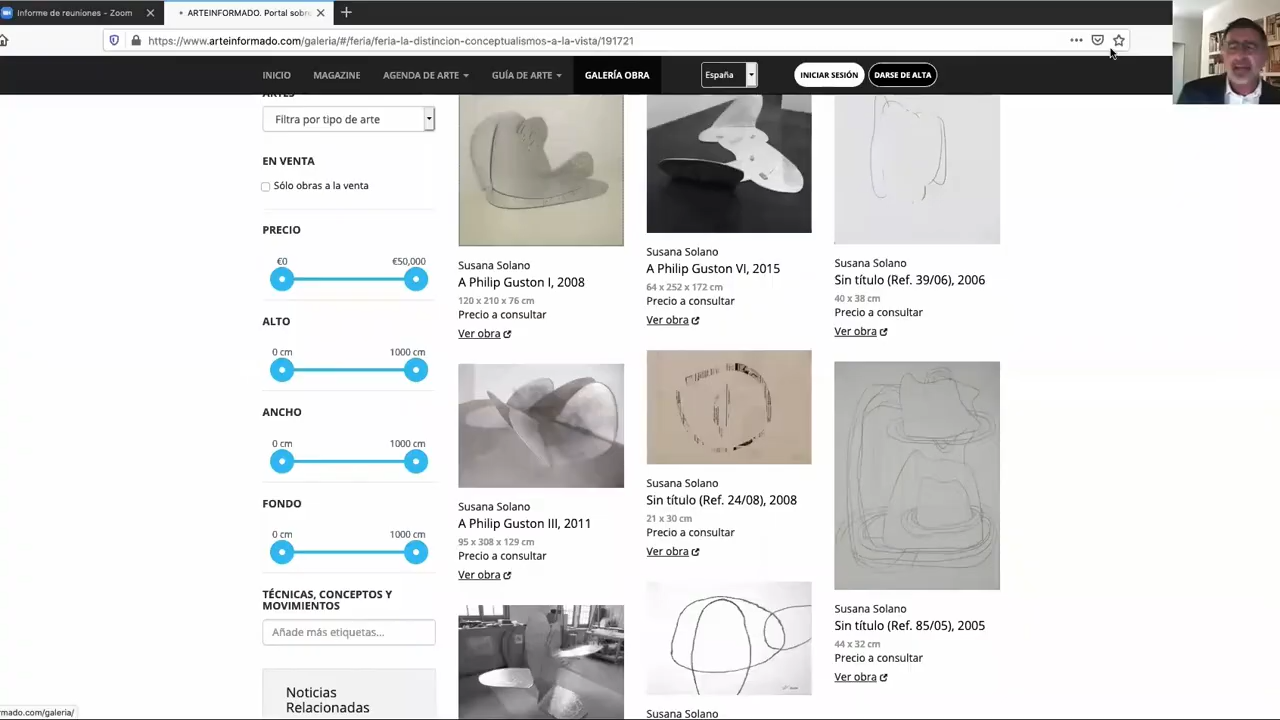 Informe de reuniones - Zoom
ARTEINFORMADO. Portal sobre
https://www.arteinformado.com/galeria/#/feria/feria-la-distincion-conceptualismos-a-la-vista/191721
INICIO
MAGAZINE
AGENDA DE ARTE
GUÍA DE ARTE
GALERÍA OBRA
España
INICIAR SESIÓN
DARSE DE ALTA
ARTES
Filtra por tipo de arte
EN VENTA
Sólo obras a la venta
PRECIO
€0
€50,000
ALTO
0 cm
1000 cm
ANCHO
0 cm
1000 cm
FONDO
0 cm
1000 cm
TÉCNICAS, CONCEPTOS Y
MOVIMIENTOS
Añade más etiquetas...
Noticias
Relacionadas
Susana Solano
A Philip Guston I, 2008
120 x 210 x 76 cm
Precio a consultar
Ver obra
Susana Solano
A Philip Guston III, 2011
95 x 308 x 129 cm
Precio a consultar
Ver obra
Susana Solano
A Philip Guston VI, 2015
64 x 252 x 172 cm
Precio a consultar
Ver obra
Susana Solano
Sin título (Ref. 24/08), 2008
21 x 30 cm
Precio a consultar
Ver obra
Susana Solano
Susana Solano
Sin título (Ref. 39/06), 2006
40 x 38 cm
Precio a consultar
Ver obra
Susana Solano
Sin título (Ref. 85/05), 2005
44 x 32 cm
Precio a consultar
Ver obra
rmado.com/galeria/